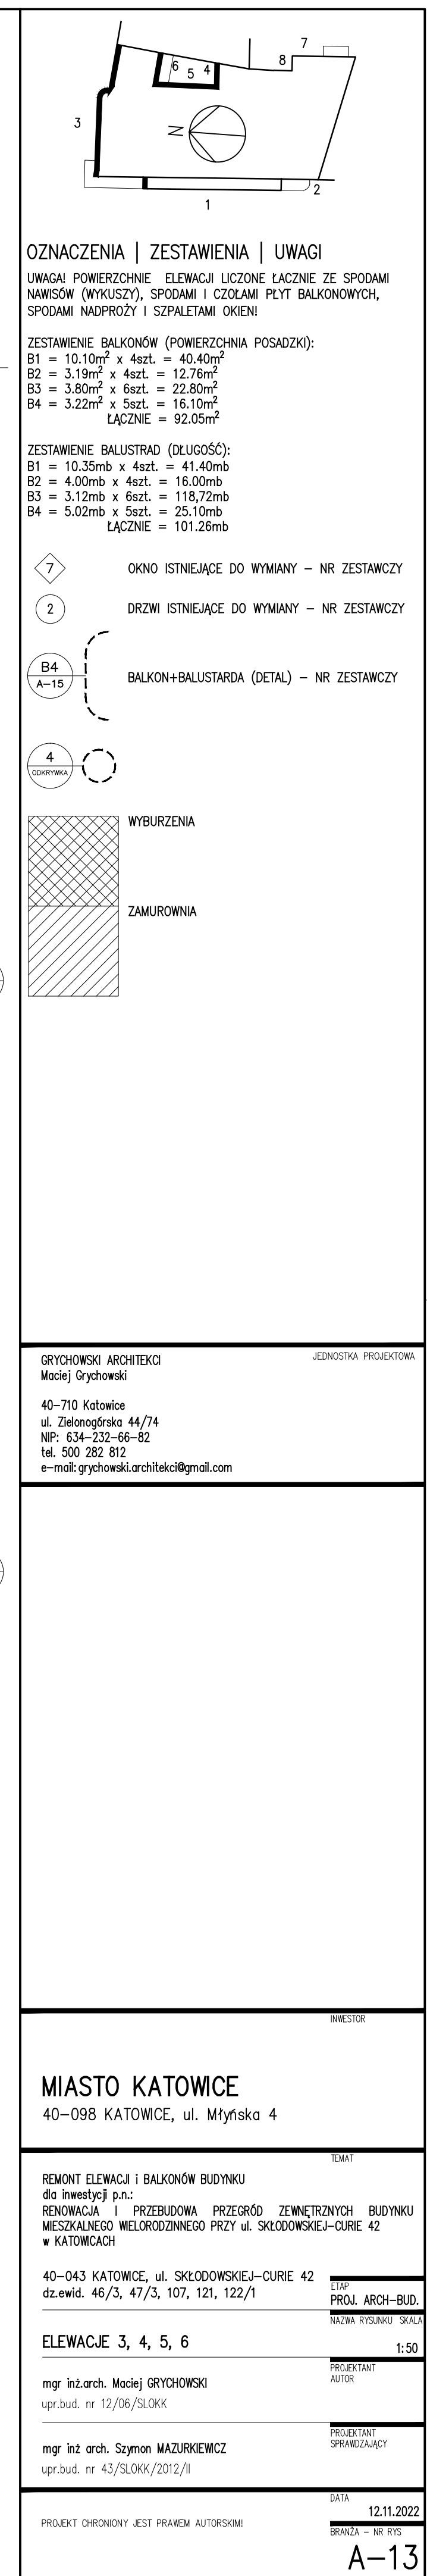 7
8
6
5
4
3
N
2
1
OZNACZENIA | ZESTAWIENIA | UWAGI
UWAGA! POWIERZCHNIE ELEWACJI LICZONE ŁACZNIE ZE SPODAMI
NAWISÓW (WYKUSZY), SPODAMI I CZOŁAMI PŁYT BALKONOWYCH,
SPODAMI NADPROŻY I SZPALETAMI OKIEN!
ZESTAWIENIE BALKONÓW (POWIERZCHNIA POSADZKI):
B1 = 10.10m² x 4szt. = 40.40m²
B2 = 3.19m² x 4szt. = 12.76m²
B3 = 3.80m² x 6szt. = 22.80m²
B4 = 3.22m² x 5szt. = 16.10m²
ŁĄCZNIE = 92.05m²
ZESTAWIENIE BALUSTRAD (DŁUGOŚĆ):
B1 = 10.35mb x 4szt. = 41.40mb
B2 = 4.00mb x 4szt. = 16.00mb
B3 = 3.12mb x 6szt. = 118,72mb
B4 = 5.02mb x 5szt. = 25.10mb
ŁĄCZNIE = 101.26mb
7 OKNO ISTNIEJĄCE DO WYMIANY – NR ZESTAWCZY
2 DRZWI ISTNIEJĄCE DO WYMIANY – NR ZESTAWCZY
B4
A–15
BALKON+BALUSTARDA (DETAL) – NR ZESTAWCZY
4
ODKRYWKA
WYBURZENIA
ZAMUROWNIA
JEDNOSTKA PROJEKTOWA
GRYCHOWSKI ARCHITEKCI
Maciej Grychowski
40–710 Katowice
ul. Zielonogórska 44/74
NIP: 634–232–66–82
tel. 500 282 812
e–mail: grychowski.architekci@gmail.com
INWESTOR
MIASTO KATOWICE
40–098 KATOWICE, ul. Młyńska 4
TEMAT
REMONT ELEWACJI i BALKONÓW BUDYNKU
dla inwestycji p.n.:
RENOWACJA I PRZEBUDOWA PRZEGRÓD ZEWNĘTRZNYCH BUDYNKU
MIESZKALNEGO WIELORODZINNEGO PRZY ul. SKŁODOWSKIEJ–CURIE 42
w KATOWICACH
40–043 KATOWICE, ul. SKŁODOWSKIEJ–CURIE 42
dz.ewid. 46/3, 47/3, 107, 121, 122/1
ETAP
PROJ. ARCH–BUD.
NAZWA RYSUNKU SKALA
ELEWACJE 3, 4, 5, 6
1:50
PROJEKTANT
AUTOR
mgr inż.arch. Maciej GRYCHOWSKI
upr.bud. nr 12/06/SLOKK
PROJEKTANT
SPRAWDZAJĄCY
mgr inż arch. Szymon MAZURKIEWICZ
upr.bud. nr 43/SLOKK/2012/II
DATA
12.11.2022
PROJEKT CHRONIONY JEST PRAWEM AUTORSKIM!
BRANŻA – NR RYS
A–13